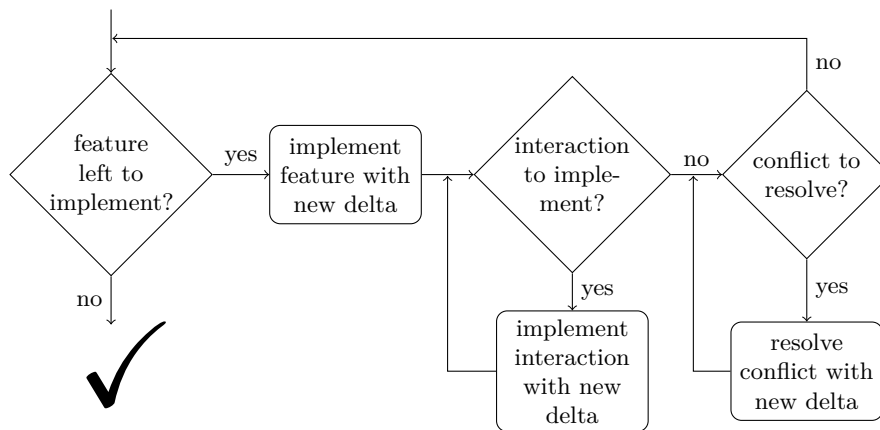 feature
left to
implement?
yes
implement
feature with
new delta
interaction
to imple-
ment?
no
conflict to
resolve?
no
no
yes
implement
interaction
with new
delta
yes
resolve
conflict with
new delta